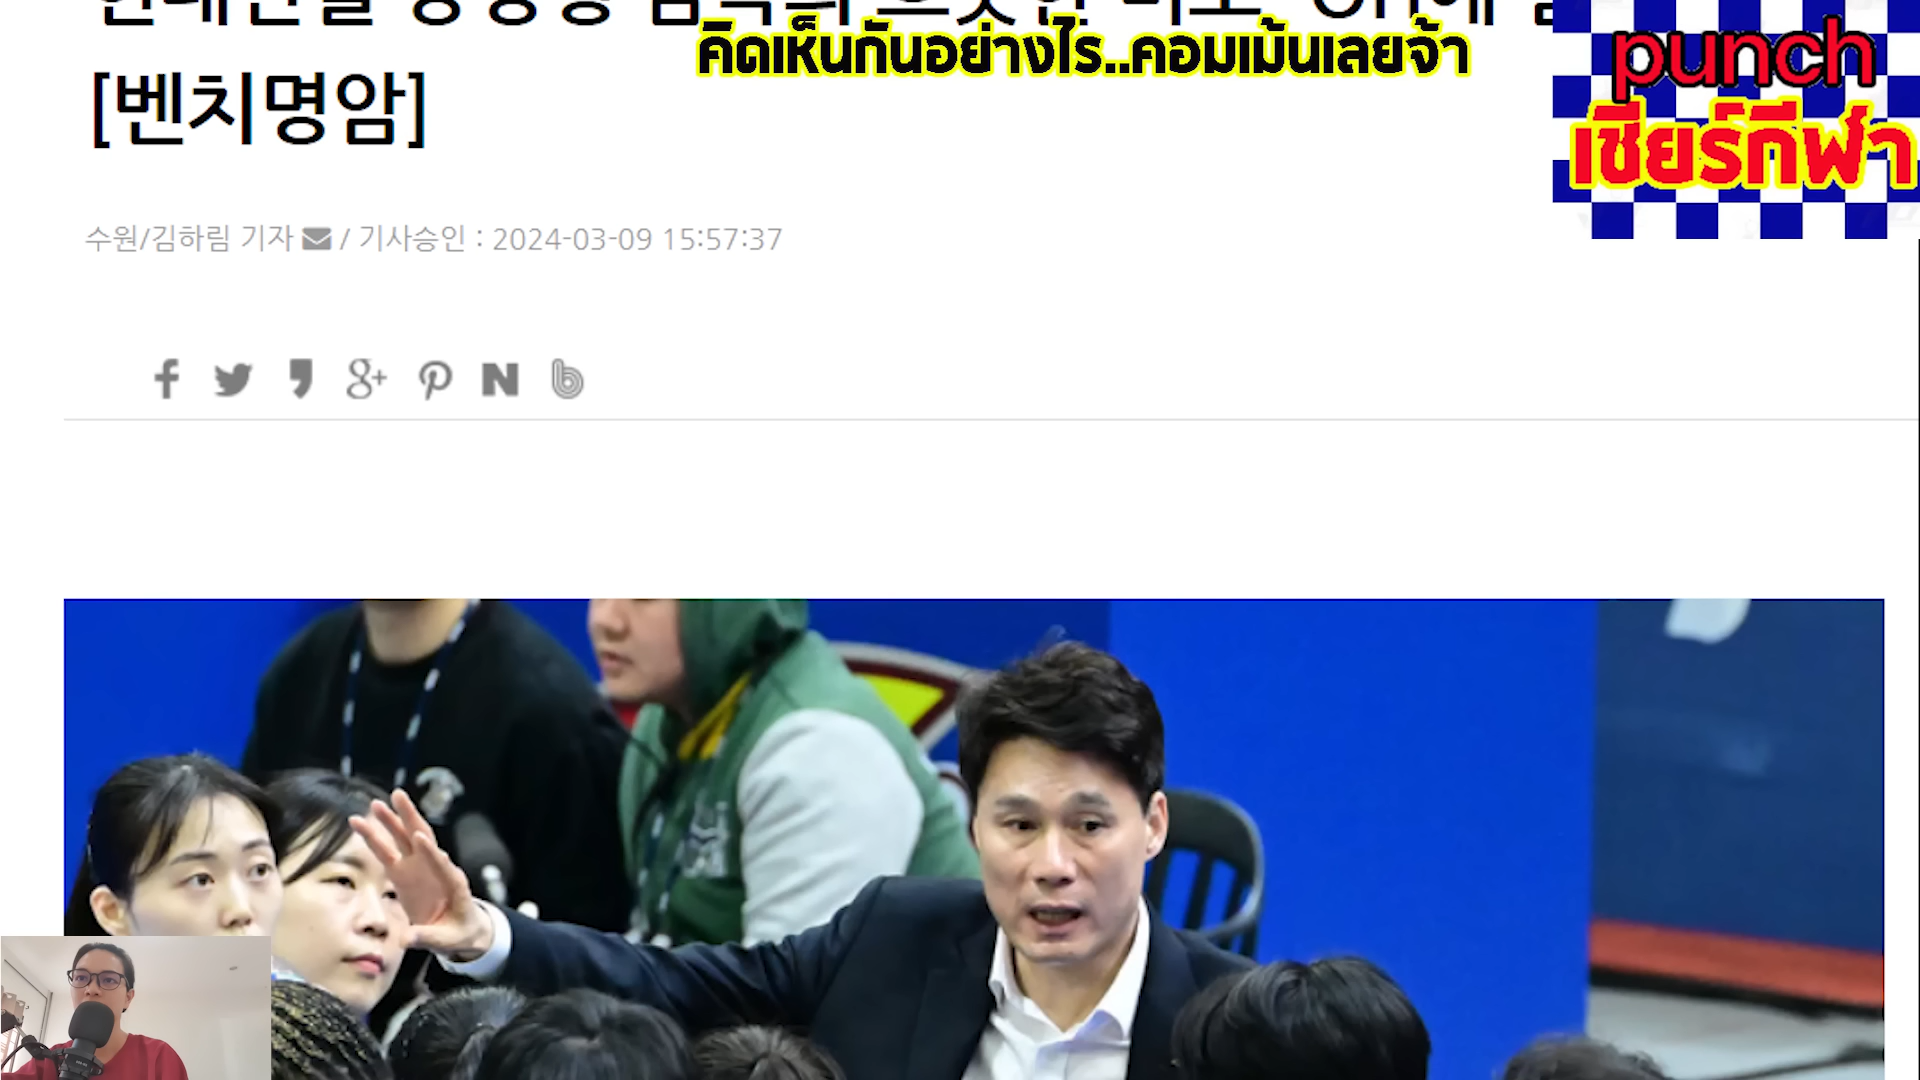 คิดเห็นกันอย่างไร..คอมเม้นเลยจ้า
punch
เชียร์กีฬา
[벤치명암]
수원/김하림 기자 / 기사승인 : 2024-03-09 15:57:37